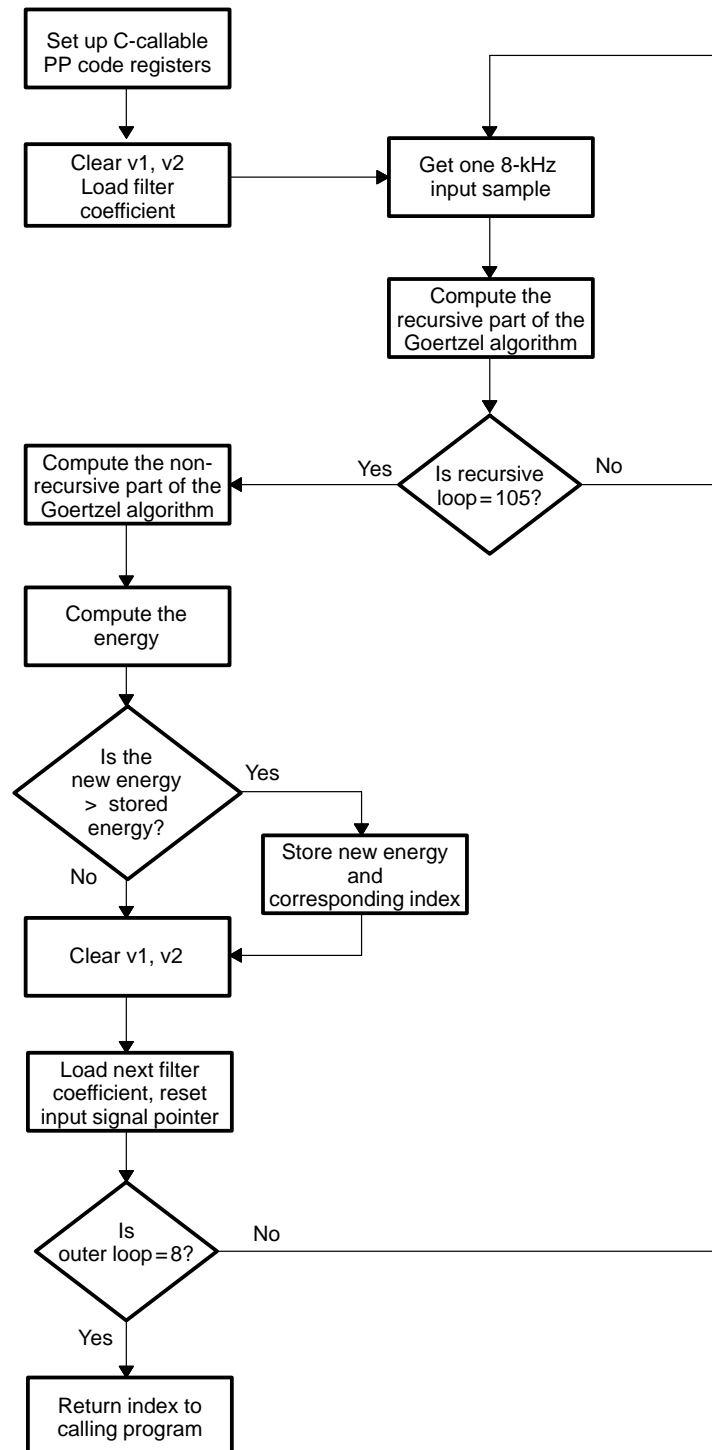 Set up C-callable
PP code registers
Clear v1, v2
Load filter
coefficient
Get one 8-kHz
input sample
Compute the
recursive part of the
Goertzel algorithm
Is recursive
loop=105?
Yes
No
Compute the non-
recursive part of the
Goertzel algorithm
Compute the
energy
Is the
new energy
> stored
energy?
Yes
No
Store new energy
and
corresponding index
Clear v1, v2
Load next filter
coefficient, reset
input signal pointer
Is
outer loop=8?
No
Yes
Return index to
calling program